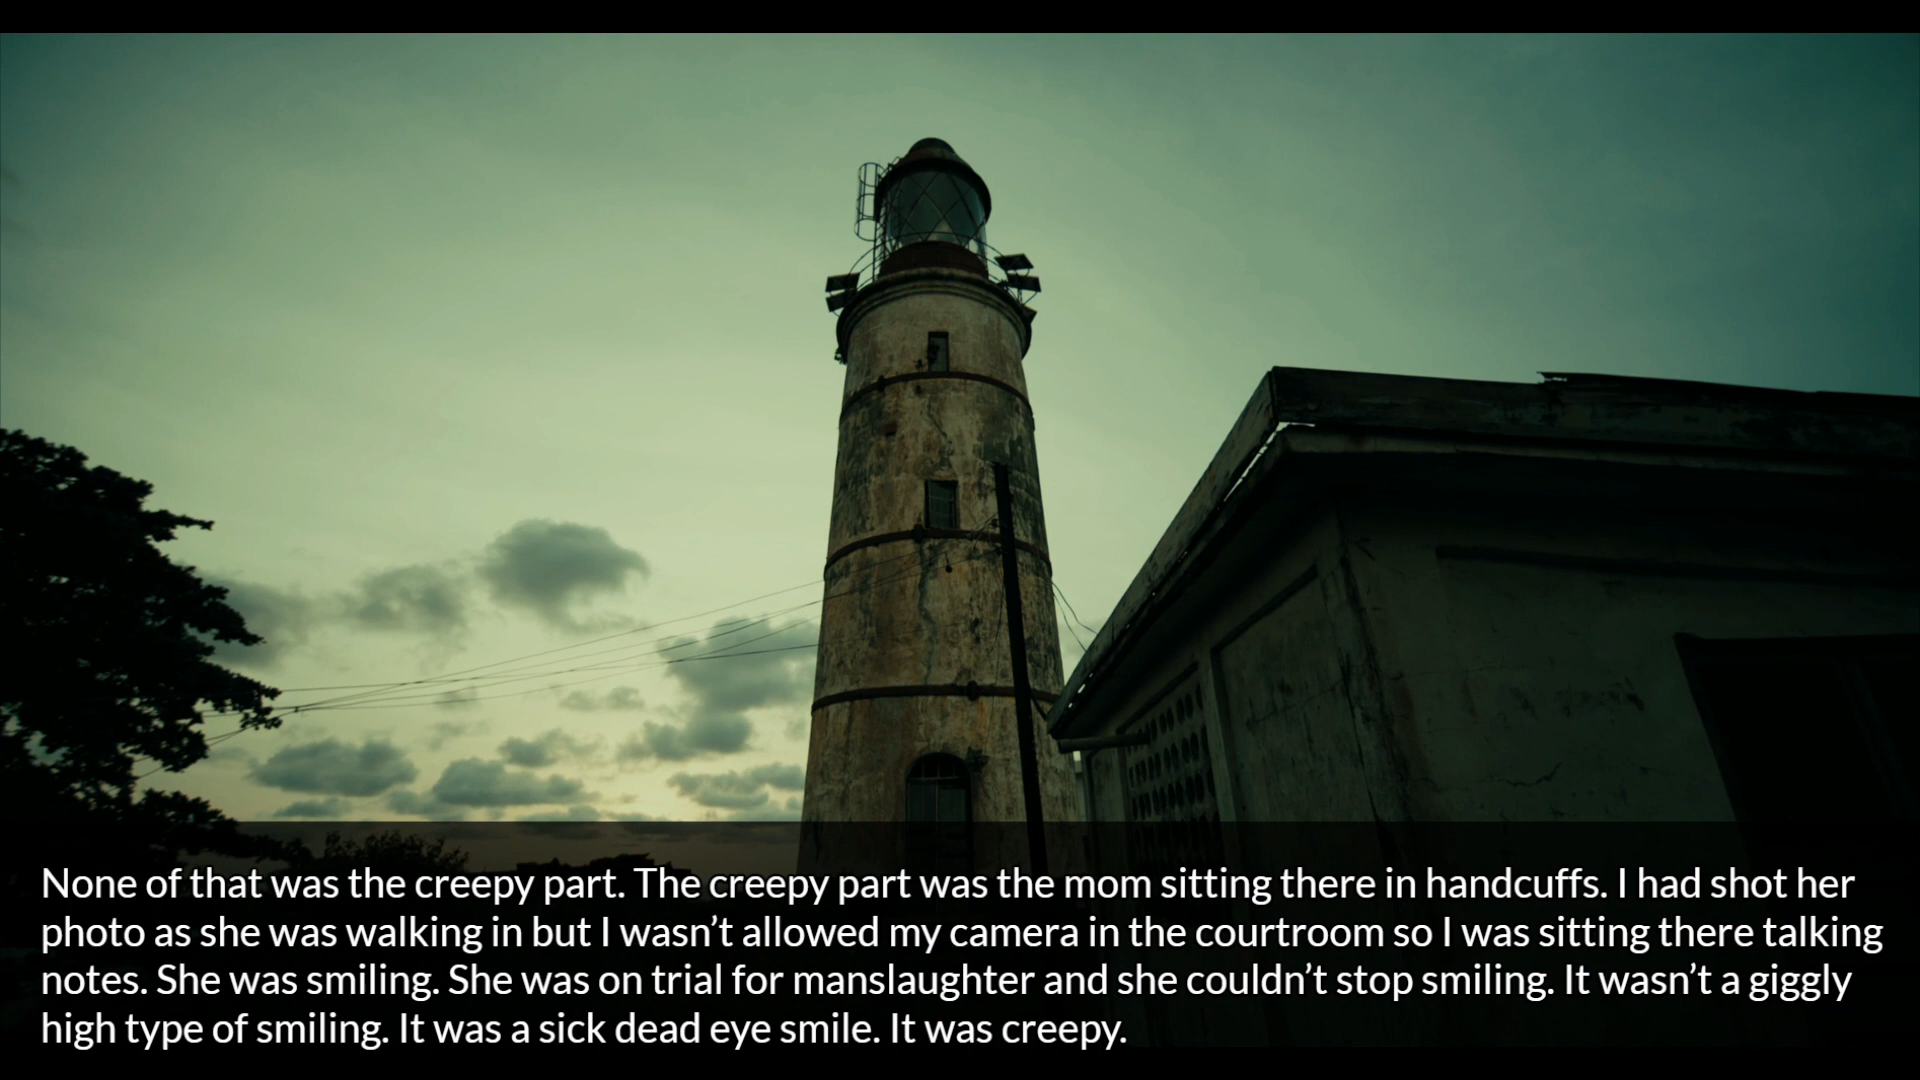 None of that was the creepy part. The creepy part was the mom sitting there in handcuffs. I had shot her
photo as she was walking in but I wasn’t allowed my camera in the courtroom so I was sitting there talking
notes. She was smiling. She was on trial for manslaughter and she couldn’t stop smiling. It wasn’t a giggly
high type of smiling. It was a sick dead eye smile. It was creepy.